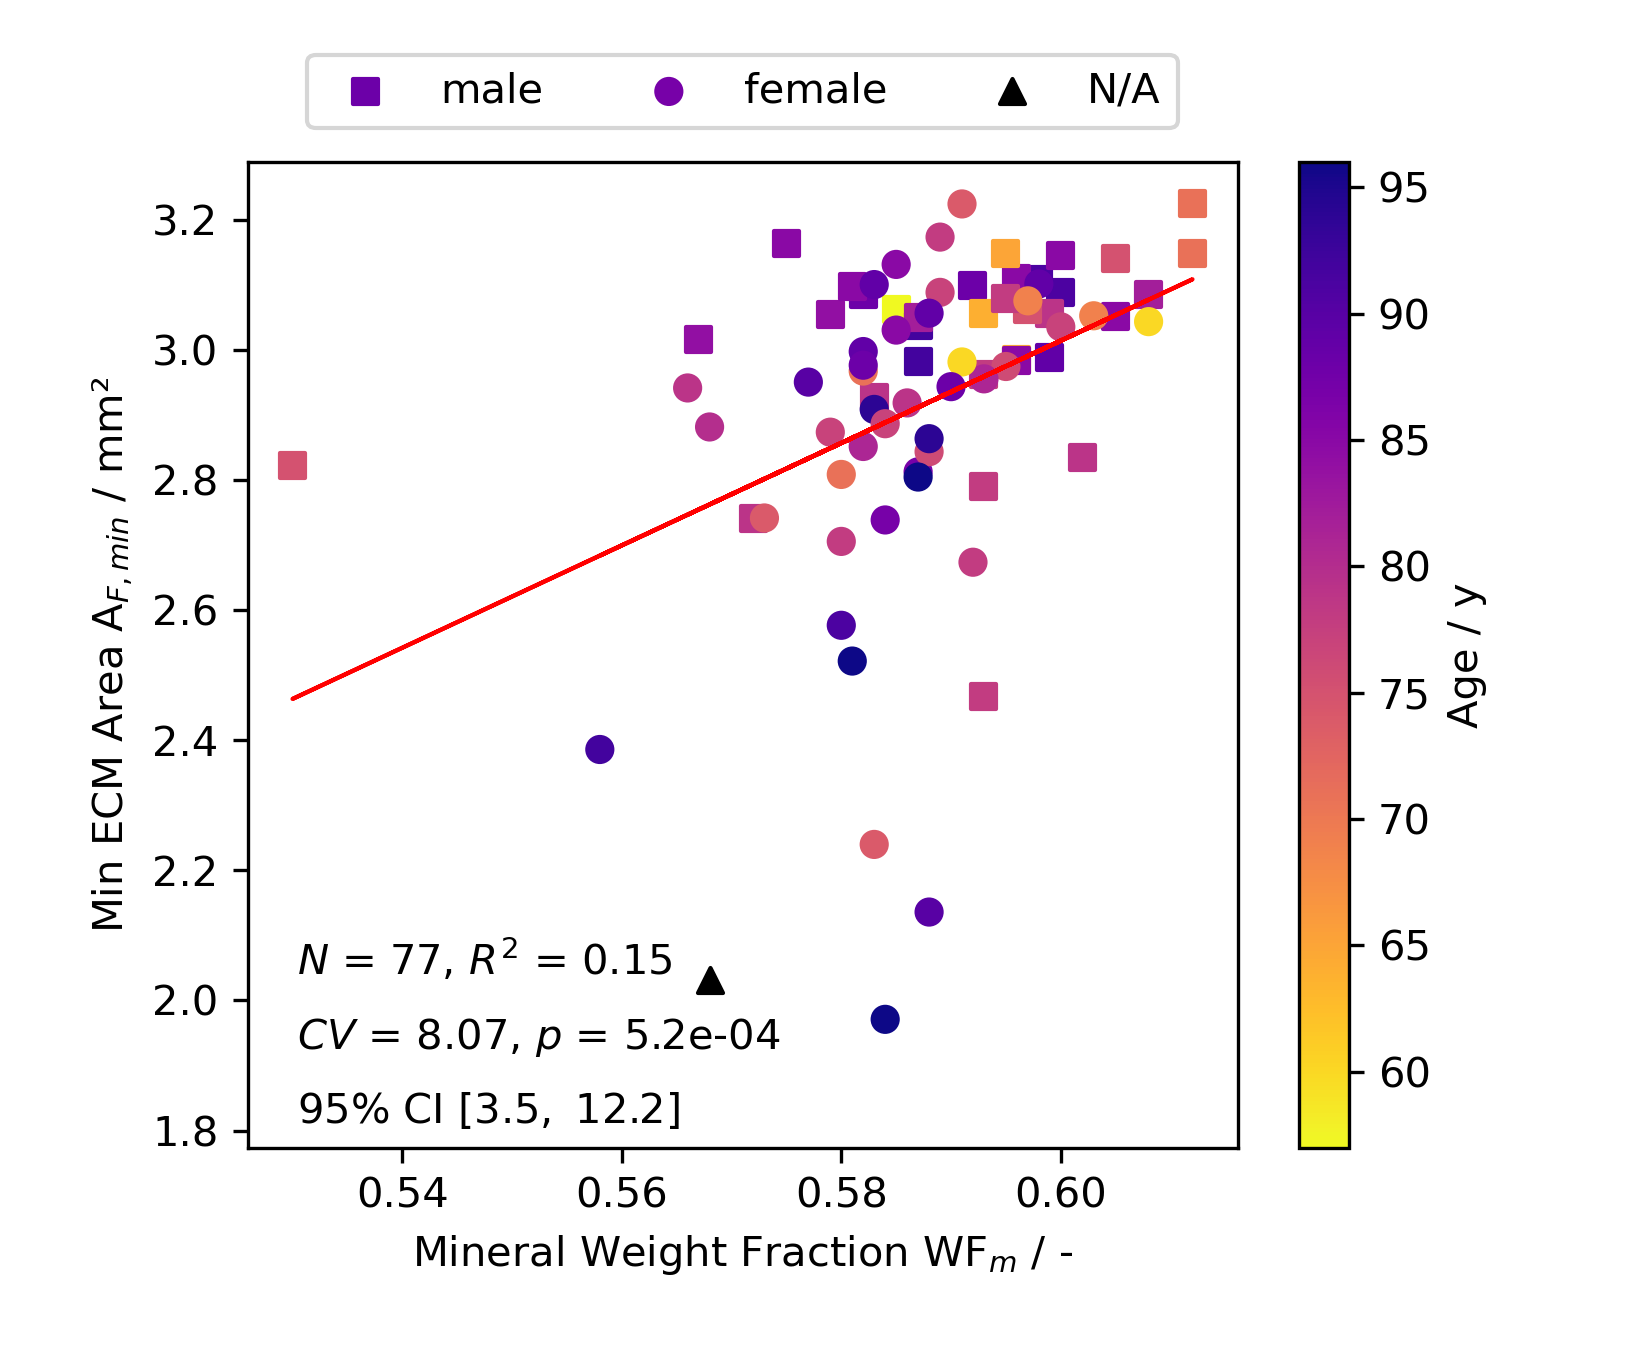 male female N/A
3.2
3.0
2.8
2.6
2.4
2.2
2.0
1.8
Min ECM Area A_{F, min} / mm²
N = 77, R² = 0.15
CV = 8.07, p = 5.2e-04
95% CI [3.5, 12.2]
0.54 0.56 0.58 0.60
Mineral Weight Fraction WF_m / -
95
90
85
80
75
70
65
60
Age / y